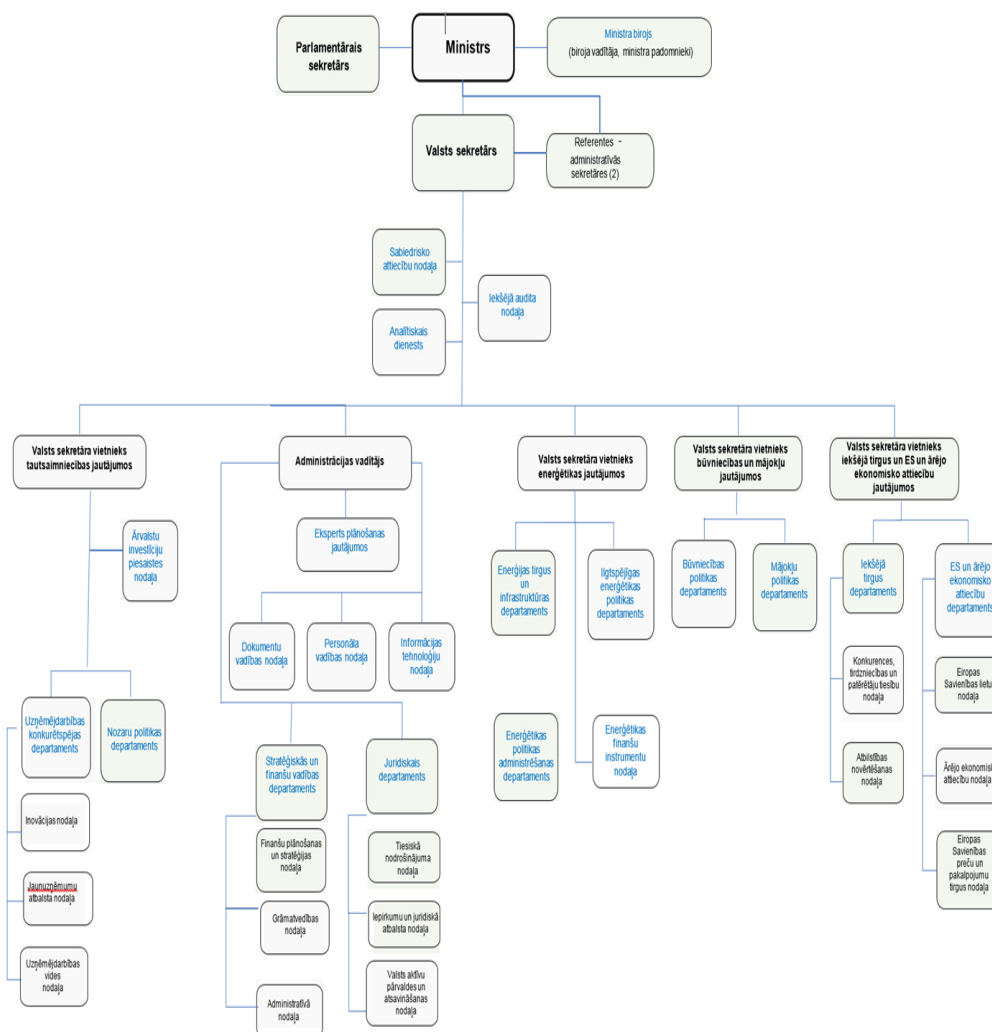 Parlamentārais
sekretārs
Ministrs
Ministra birojs
(biroja vadītāja, ministra padomnieki)
Valsts sekretārs
Referentes -
administratīvās
sekretāres (2)
Sabiedrisko
attiecību nodaļa
Iekšējā audita
nodaļa
Analītiskais
dienests
Valsts sekretāra vietnieks
tautsaimniecības jautājumos
Administrācijas vadītājs
Valsts sekretāra vietnieks
enerģētikas jautājumos
Valsts sekretāra vietnieks
būvniecības un mājokļu
jautājumos
Valsts sekretāra vietnieks
iekšējā tirgus un ES un ārējo
ekonomisko attiecību
jautājumos
Ārvalstu
investīciju
piesaistes
nodaļa
Eksperts plānošanas
jautājumos
Enerģijas tirgus
un
infrastruktūras
departaments
Ilgtspējīgas
enerģētikas
politikas
departaments
Būvniecības
politikas
departaments
Mājokļu
politikas
departaments
Iekšējā
tirgus
departaments
ES un ārējo
ekonomisko
attiecību
departaments
Dokumentu
vadības nodaļa
Personāla
vadības nodaļa
Informācijas
tehnoloģiju
nodaļa
Konkurences,
tirdzniecības un
patērētāju tiesību
nodaļa
Eiropas
Savienības lietu
nodaļa
Uzņēmējdarbības
konkurētspējas
departaments
Nozaru politikas
departaments
Stratēģiskās un
finanšu vadības
departaments
Juridiskais
departaments
Enerģētikas
politikas
administrēšanas
departaments
Enerģētikas
finanšu
instrumentu
nodaļa
Atbilstības
novērtēšanas
nodaļa
Ārējo ekonomisk
attiecību nodaļa
Inovācijas nodaļa
Finanšu plānošanas
un stratēģijas
nodaļa
Tiesiskā
nodrošinājuma
nodaļa
Eiropas
Savienības
preču un
pakalpojumu
tirgus nodaļa
Jaunuzņēmumu
atbalsta nodaļa
Grāmatvedības
nodaļa
Iepirkumu un juridiskā
atbalsta nodaļa
Uzņēmējdarbības
vides
nodaļa
Administratīvā
nodaļa
Valsts aktīvu
pārvaldes un
atsavināšanas
nodaļa